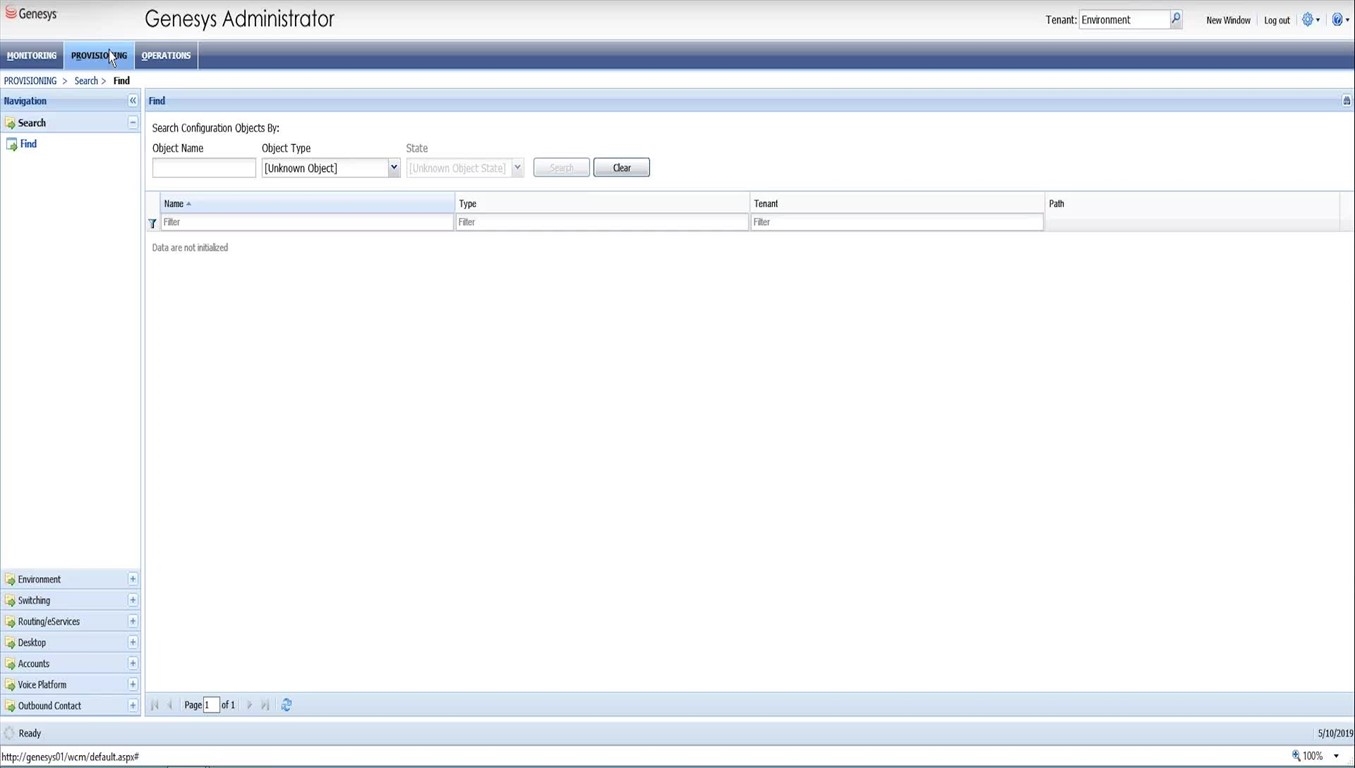 Genesys
Genesys Administrator
Tenant: Environment
New Window
Log out
MONITORING
PROVISIONING
OPERATIONS
PROVISIONING > Search > Find
Navigation
Find
Search
Find
Search Configuration Objects By:
Object Name
Object Type
State
[Unknown Object]
[Unknown Object State]
Search
Clear
Name
Type
Tenant
Path
Filter
Filter
Filter
Data are not initialized
Environment
Switching
Routing/eServices
Desktop
Accounts
Voice Platform
Outbound Contact
Page 1 of 1
Ready
5/10/2019
http://genesys01/wcm/default.aspx#
100%